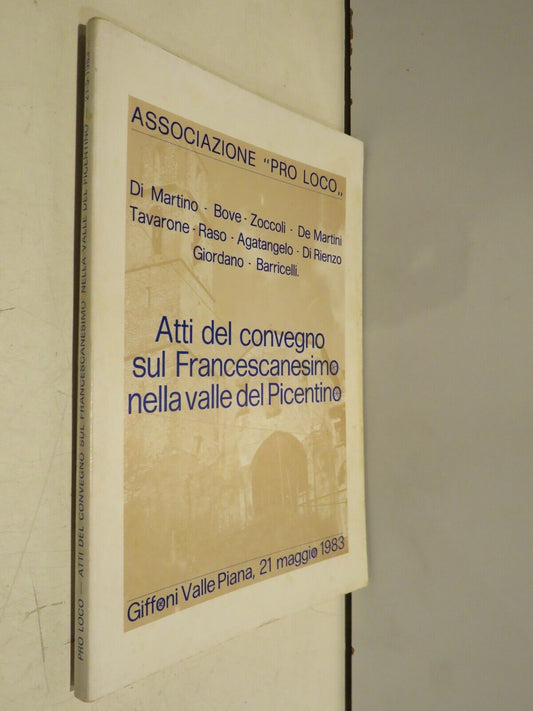 ASSOCIAZIONE "PRO LOCO,,
Di Martino - Bove - Zoccoli - De Martini
Tavarone - Raso - Agatangelo - Di Rienzo
Giordano - Barricelli.
Atti del convegno
sul Francescanesimo
nella valle del Picentino
Giffoni Valle Piana, 21 maggio 1983
PRO LOCO — ATTI DEL CONVEGNO SUL FRANCESCANESIMO NELLA VALLE DEL PICENTINO